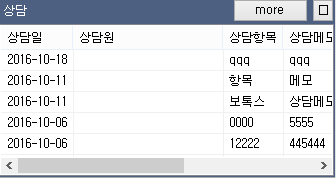 상담 more
상담일 상담원 상담항목 상담메모
2016-10-18 qqq qqq
2016-10-11 항목 메모
2016-10-11 보톡스 상담메모
2016-10-06 0000 5555
2016-10-06 12222 445444